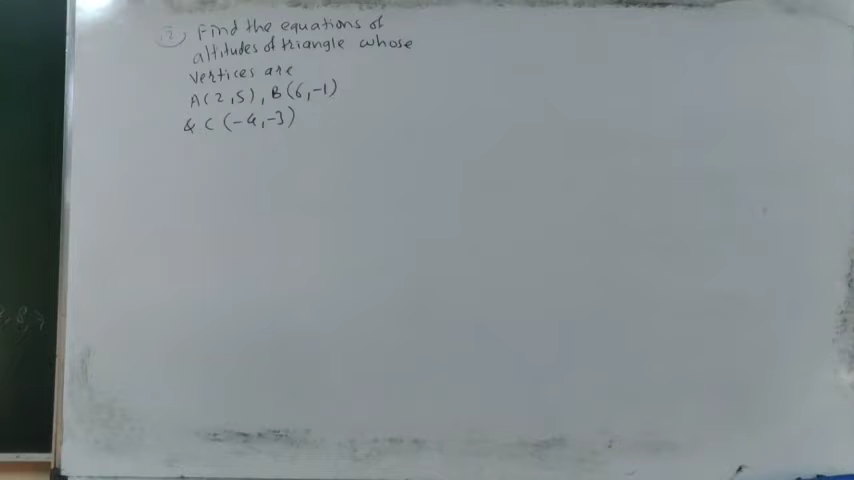 12) Find the equations of
altitudes of triangle whose
vertices are
A(2,5), B(6,-1)
& C (-4,-3)